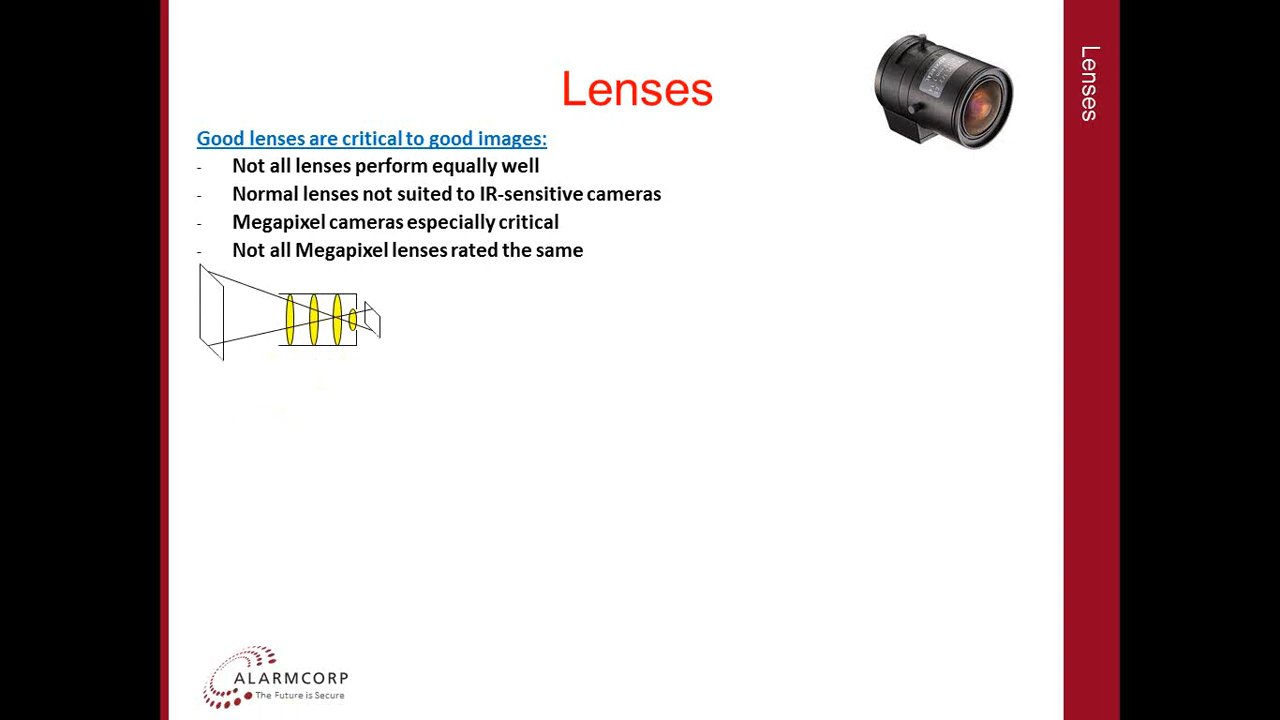 Lenses
Lenses
Good lenses are critical to good images:
- Not all lenses perform equally well
- Normal lenses not suited to IR-sensitive cameras
- Megapixel cameras especially critical
- Not all Megapixel lenses rated the same
ALARMCORP
The Future is Secure